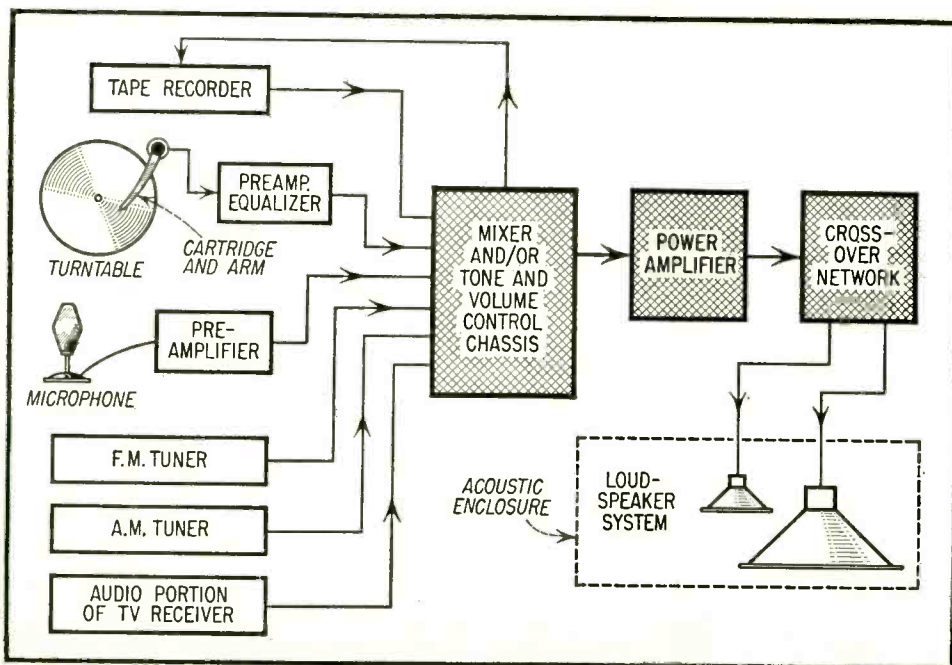 TAPE RECORDER
PREAMP.
EQUALIZER
CARTRIDGE
AND ARM
TURNTABLE
PRE-
AMPLIFIER
MICROPHONE
F.M. TUNER
A.M. TUNER
AUDIO PORTION
OF TV RECEIVER
MIXER
AND/OR
TONE AND
VOLUME
CONTROL
CHASSIS
POWER
AMPLIFIER
CROSS-
OVER
NETWORK
ACOUSTIC
ENCLOSURE
LOUD-
SPEAKER
SYSTEM